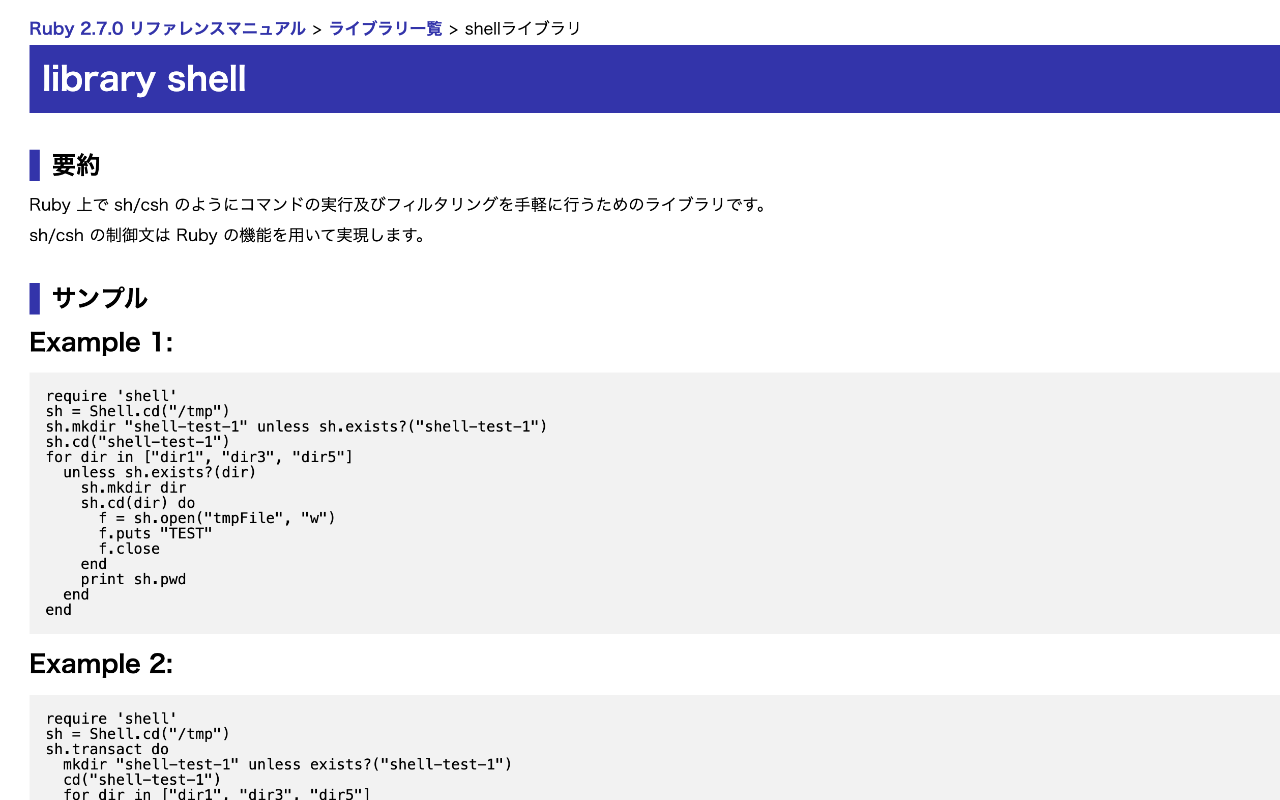 Ruby 2.7.0 リファレンスマニュアル > ライブラリ一覧 > shellライブラリ
library shell
要約
Ruby 上で sh/csh のようにコマンドの実行及びフィルタリングを手軽に行うためのライブラリです。
sh/csh の制御文は Ruby の機能を用いて実現します。
サンプル
Example 1:
require 'shell'
sh = Shell.cd("/tmp")
sh.mkdir "shell-test-1" unless sh.exists?("shell-test-1")
sh.cd("shell-test-1")
for dir in ["dir1", "dir3", "dir5"]
  unless sh.exists?(dir)
    sh.mkdir dir
    sh.cd(dir) do
      f = sh.open("tmpFile", "w")
      f.puts "TEST"
      f.close
    end
    print sh.pwd
  end
end
Example 2:
require 'shell'
sh = Shell.cd("/tmp")
sh.transact do
  mkdir "shell-test-1" unless exists?("shell-test-1")
  cd("shell-test-1")
  for dir in ["dir1", "dir3", "dir5"]